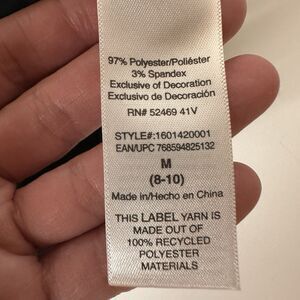 97% Polyester/Poliéster
3% Spandex
Exclusive of Decoration
Exclusivo de Decoración
RN# 52469 41V
STYLE#:1601420001
EAN/UPC 768594825132
M
(8-10)
Made in/Hecho en China
THIS LABEL YARN IS
MADE OUT OF
100% RECYCLED
POLYESTER
MATERIALS